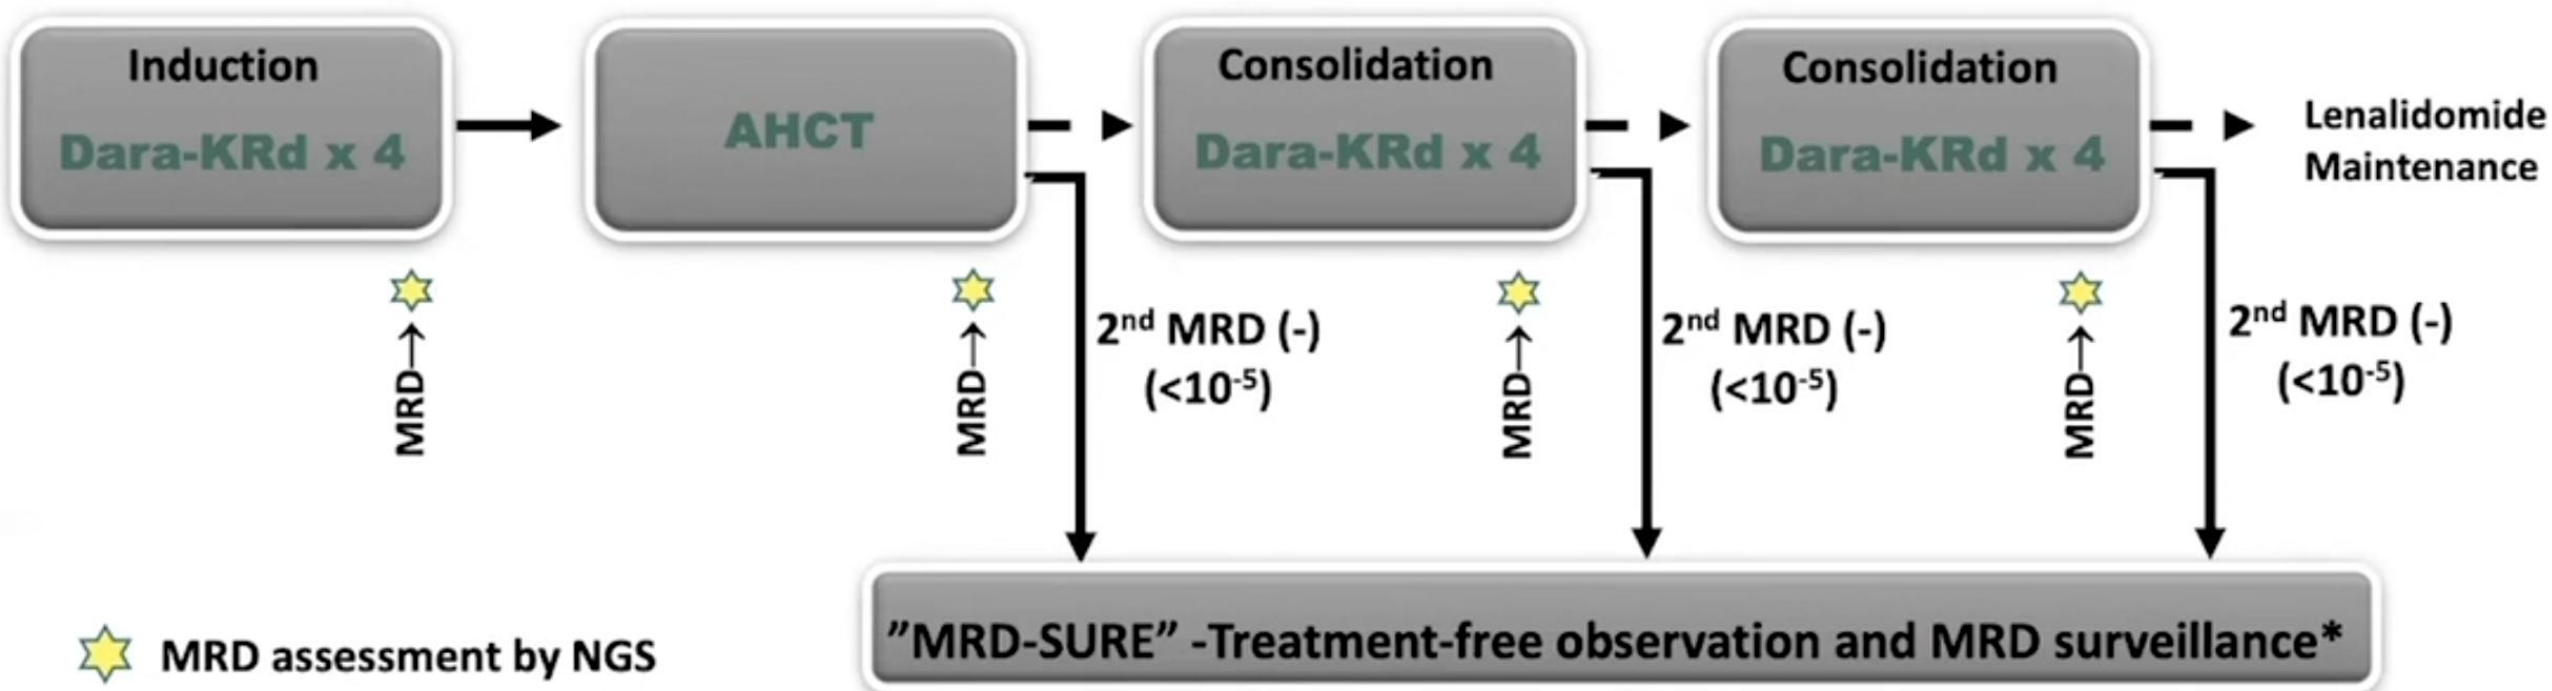 Induction
Dara-KRd x 4
AHCT
Consolidation
Dara-KRd x 4
Consolidation
Dara-KRd x 4
Lenalidomide
Maintenance
MRD
MRD
2nd MRD (-)
(<10-5)
MRD
2nd MRD (-)
(<10-5)
MRD
2nd MRD (-)
(<10-5)
MRD assessment by NGS
”MRD-SURE” -Treatment-free observation and MRD surveillance*